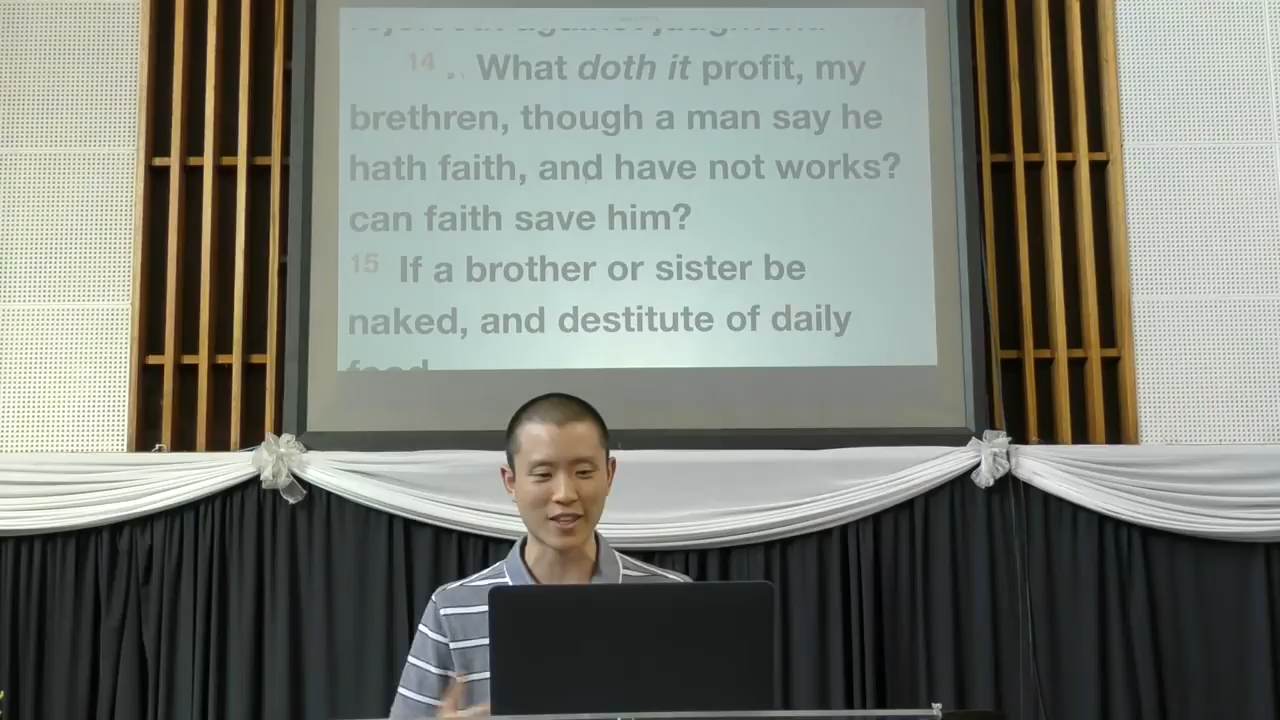 14 What doth it profit, my
brethren, though a man say he
hath faith, and have not works?
can faith save him?
15 If a brother or sister be
naked, and destitute of daily